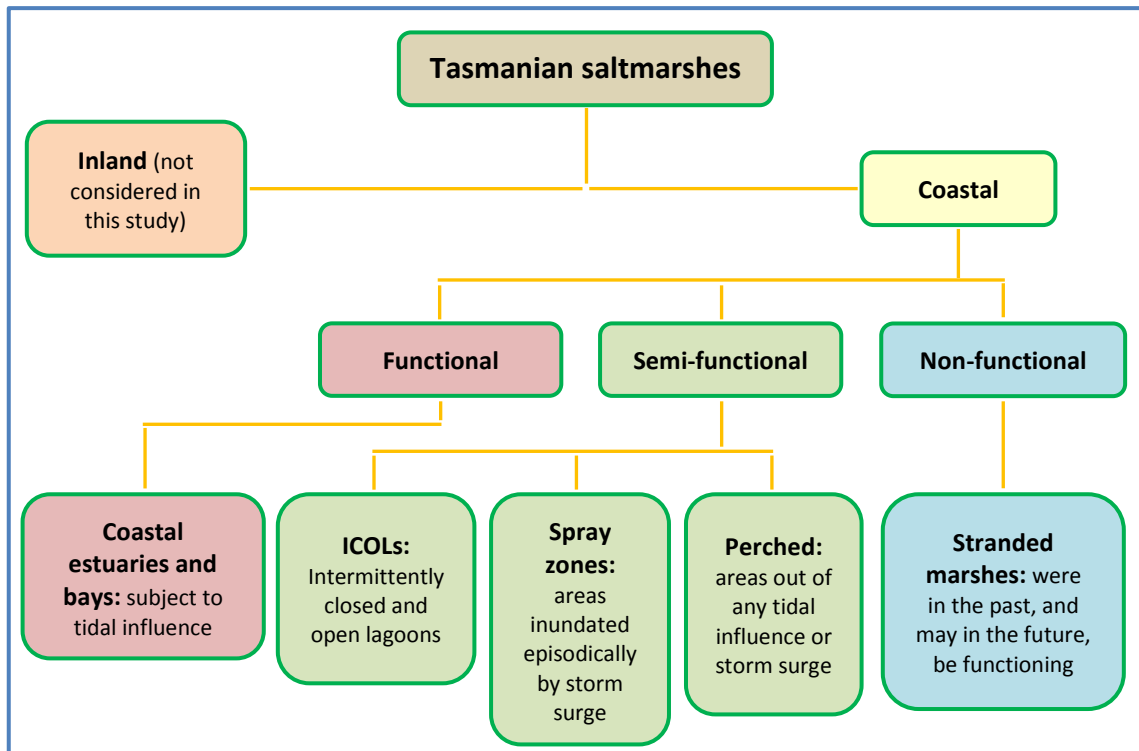 Tasmanian saltmarshes
Inland (not
considered in
this study)
Coastal
Functional
Semi-functional
Non-functional
Coastal
estuaries and
bays: subject to
tidal influence
ICOLs:
Intermittently
closed and
open lagoons
Spray
zones:
areas
inundated
episodically
by storm
surge
Perched:
areas out of
any tidal
influence or
storm surge
Stranded
marshes: were
in the past, and
may in the future,
be functioning